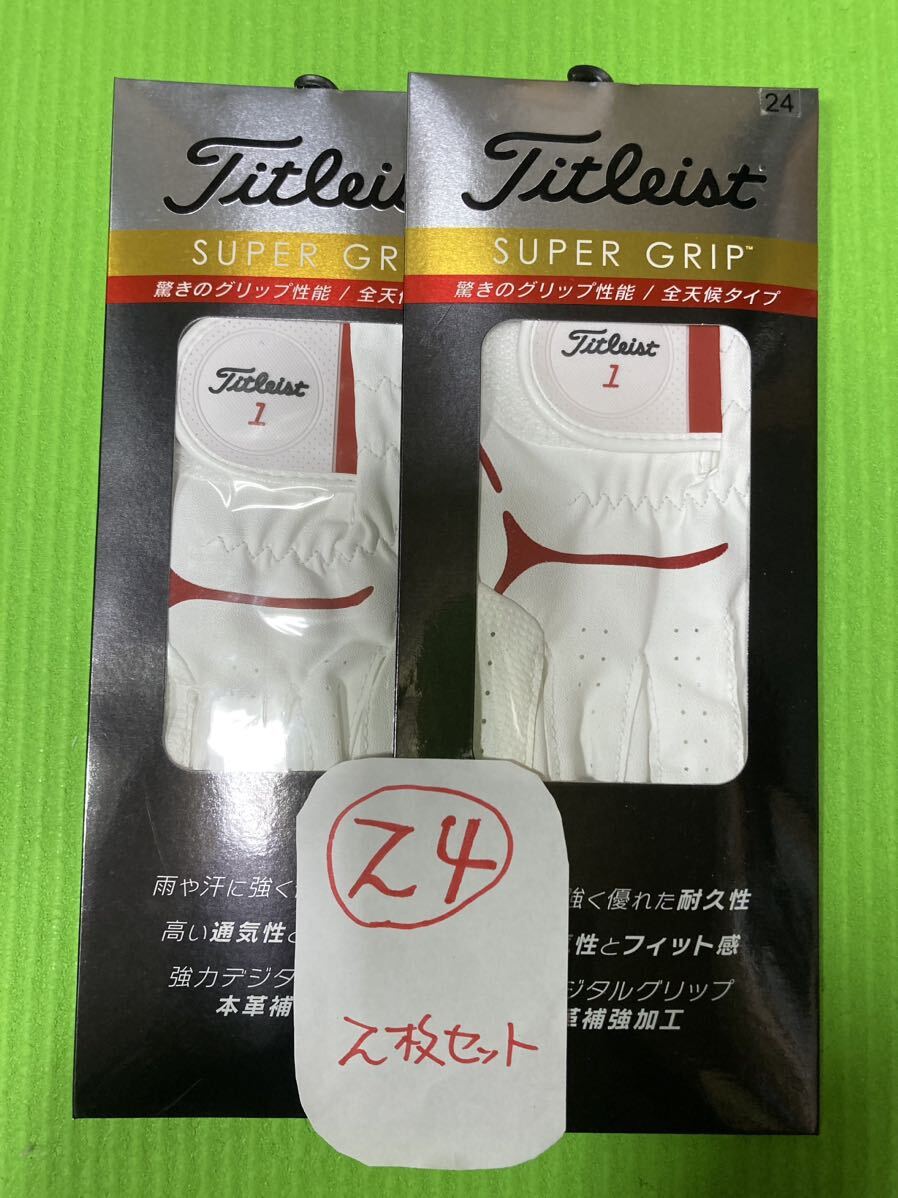 Titleis
SUPER GR
驚きのグリップ性能 / 全天
Titleist
1
雨や汗に強く
高い通気性と
強力デジタ
本革補
24
Titleist
SUPER GRIP™
驚きのグリップ性能 / 全天候タイプ
Titleist
1
強く優れた耐久性
性とフィット感
ジタルグリップ
革補強加工
24
2枚セット